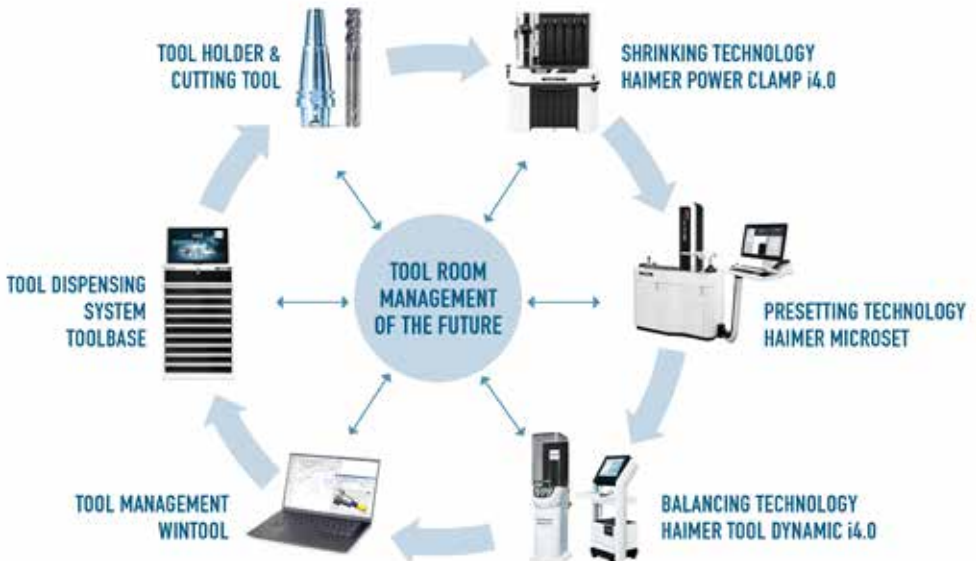 TOOL HOLDER &
CUTTING TOOL
SHRINKING TECHNOLOGY
HAIMER POWER CLAMP i4.0
TOOL DISPENSING
SYSTEM
TOOLBASE
TOOL ROOM
MANAGEMENT
OF THE FUTURE
PRESETTING TECHNOLOGY
HAIMER MICROSET
TOOL MANAGEMENT
WINTOOL
BALANCING TECHNOLOGY
HAIMER TOOL DYNAMIC i4.0